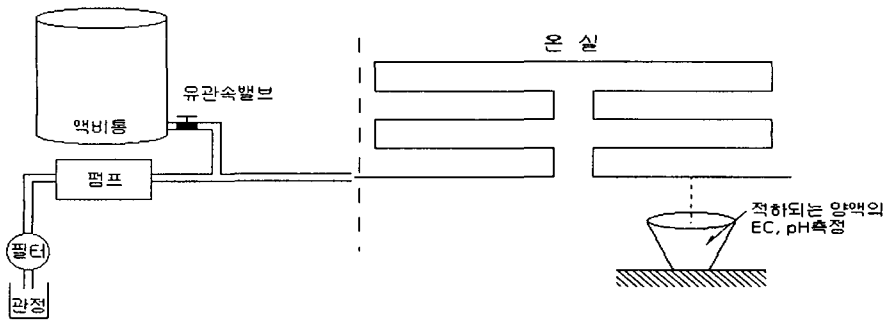 온 실
유관속밸브
액비통
펌프
적하되는 양액의
EC, pH측정
필터
관정